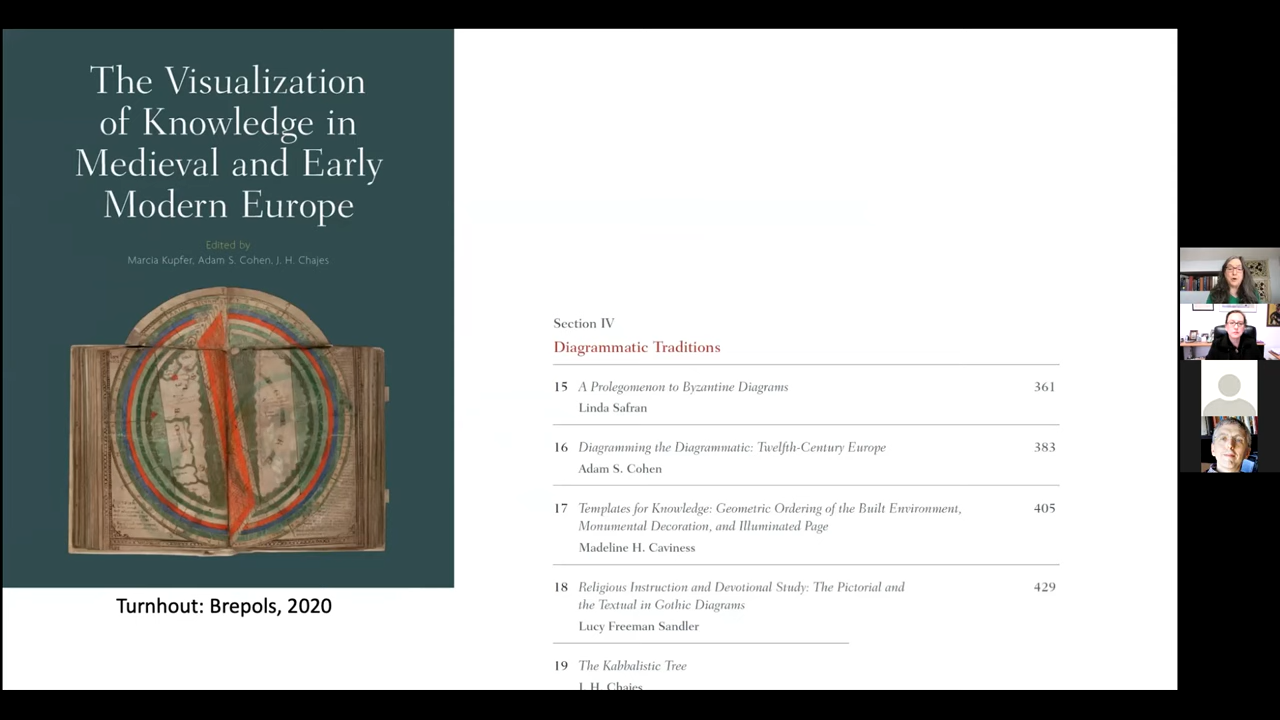 The Visualization
of Knowledge in
Medieval and Early
Modern Europe
Edited by
Marcia Kupfer, Adam S. Cohen, J. H. Chajes
Turnhout: Brepols, 2020
Section IV
Diagrammatic Traditions
15 A Prolegomenon to Byzantine Diagrams 361
Linda Safran
16 Diagramming the Diagrammatic: Twelfth-Century Europe 383
Adam S. Cohen
17 Templates for Knowledge: Geometric Ordering of the Built Environment, 405
Monumental Decoration, and Illuminated Page
Madeline H. Caviness
18 Religious Instruction and Devotional Study: The Pictorial and 429
the Textual in Gothic Diagrams
Lucy Freeman Sandler
19 The Kabbalistic Tree
J. H. Chajes